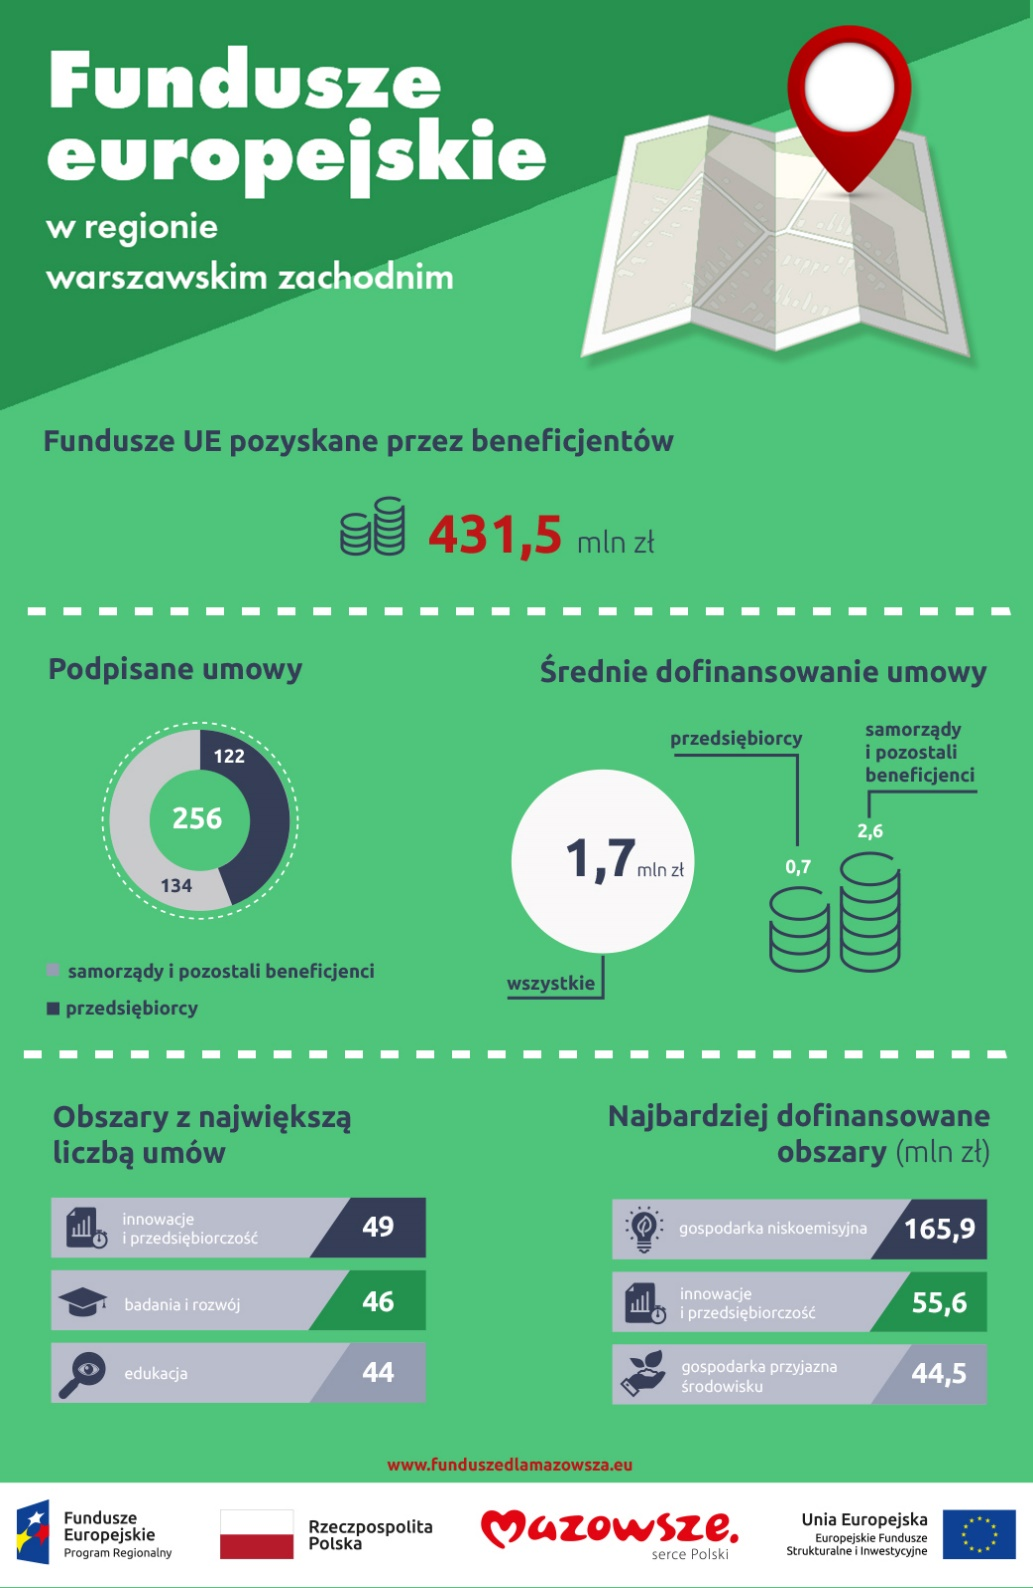 Fundusze
europejskie
w regionie
warszawskim zachodnim
Fundusze UE pozyskane przez beneficjentów
431,5 mln zł
Podpisane umowy
122
256
134
samorządy i pozostali beneficjenci
przedsiębiorcy
Średnie dofinansowanie umowy
przedsiębiorcy
samorządy
i pozostali
beneficjenci
2,6
0,7
1,7 mln zł
wszystkie
Obszary z największą
liczbą umów
innowacje
i przedsiębiorczość
49
badania i rozwój
46
edukacja
44
Najbardziej dofinansowane
obszary (mln zł)
gospodarka niskoemisyjna
165,9
innowacje
i przedsiębiorczość
55,6
gospodarka przyjazna
środowisku
44,5
www.funduszedlamazowsza.eu
Fundusze
Europejskie
Program Regionalny
Rzeczpospolita
Polska
Mazowsze.
serce Polski
Unia Europejska
Europejskie Fundusze
Strukturalne i Inwestycyjne